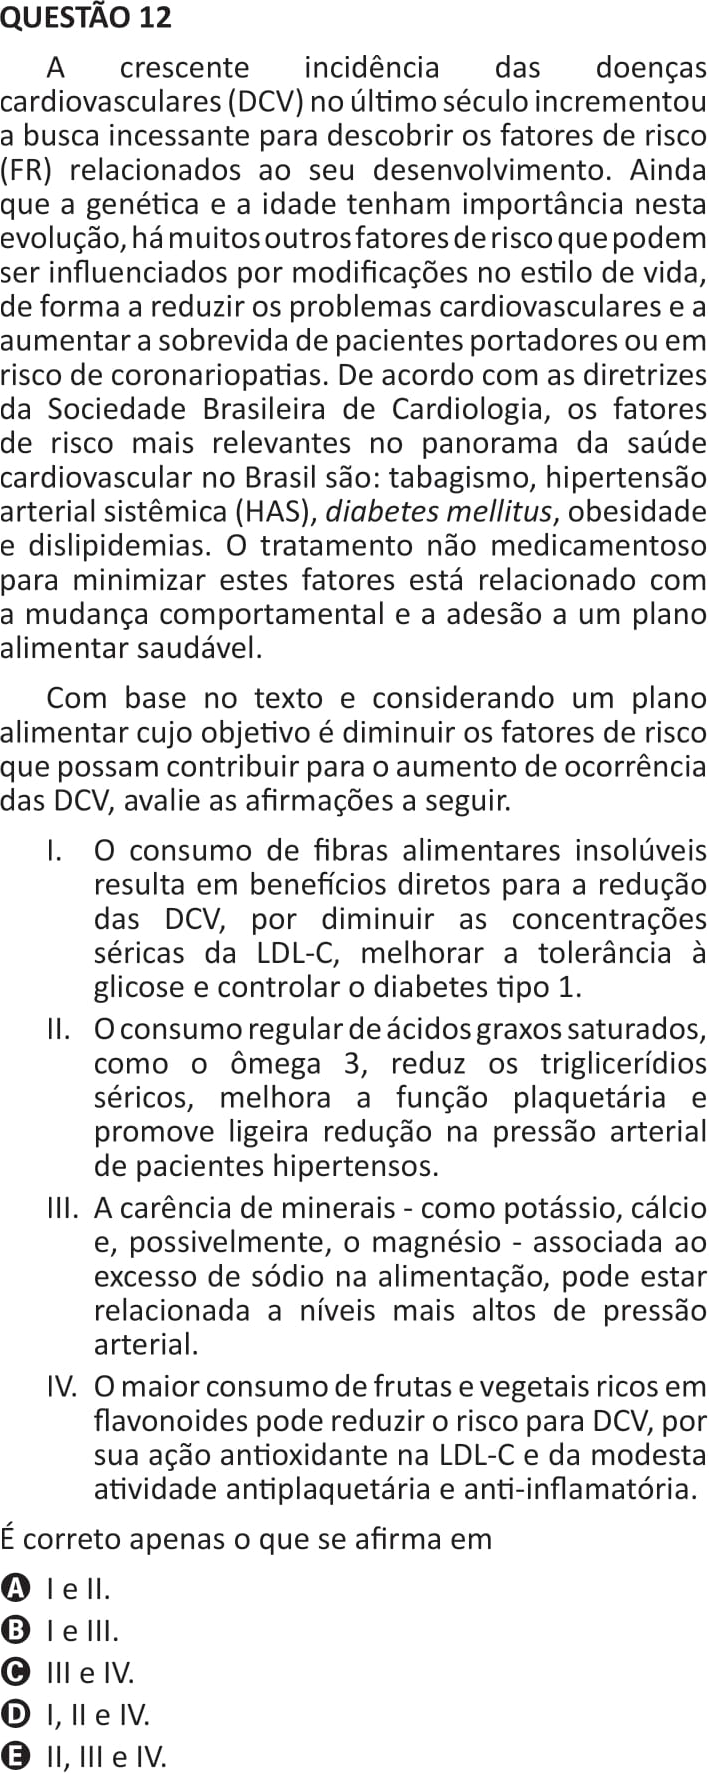 QUESTÃO 12
A crescente incidência das doenças
cardiovasculares (DCV) no último século incrementou
a busca incessante para descobrir os fatores de risco
(FR) relacionados ao seu desenvolvimento. Ainda
que a genética e a idade tenham importância nesta
evolução, há muitos outros fatores de risco que podem
ser influenciados por modificações no estilo de vida,
de forma a reduzir os problemas cardiovasculares e a
aumentar a sobrevida de pacientes portadores ou em
risco de coronariopatias. De acordo com as diretrizes
da Sociedade Brasileira de Cardiologia, os fatores
de risco mais relevantes no panorama da saúde
cardiovascular no Brasil são: tabagismo, hipertensão
arterial sistêmica (HAS), diabetes mellitus, obesidade
e dislipidemias. O tratamento não medicamentoso
para minimizar estes fatores está relacionado com
a mudança comportamental e a adesão a um plano
alimentar saudável.
Com base no texto e considerando um plano
alimentar cujo objetivo é diminuir os fatores de risco
que possam contribuir para o aumento de ocorrência
das DCV, avalie as afirmações a seguir.
I. O consumo de fibras alimentares insolúveis
resulta em benefícios diretos para a redução
das DCV, por diminuir as concentrações
séricas da LDL-C, melhorar a tolerância à
glicose e controlar o diabetes tipo 1.
II. O consumo regular de ácidos graxos saturados,
como o ômega 3, reduz os triglicerídios
séricos, melhora a função plaquetária e
promove ligeira redução na pressão arterial
de pacientes hipertensos.
III. A carência de minerais - como potássio, cálcio
e, possivelmente, o magnésio - associada ao
excesso de sódio na alimentação, pode estar
relacionada a níveis mais altos de pressão
arterial.
IV. O maior consumo de frutas e vegetais ricos em
flavonoides pode reduzir o risco para DCV, por
sua ação antioxidante na LDL-C e da modesta
atividade antiplaquetária e anti-inflamatória.
É correto apenas o que se afirma em
A I e II.
B I e III.
C III e IV.
D I, II e IV.
E II, III e IV.